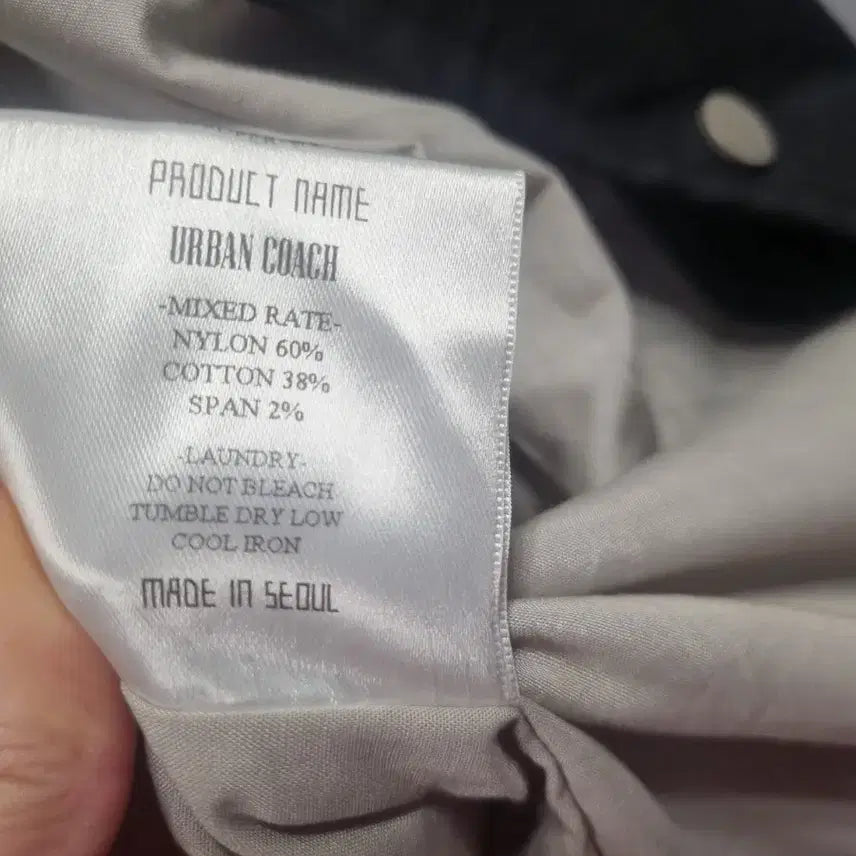 PRODUCT NAME
URBAN COACH
-MIXED RATE-
NYLON 60%
COTTON 38%
SPAN 2%
-LAUNDRY-
DO NOT BLEACH
TUMBLE DRY LOW
COOL IRON
MADE IN SEOUL